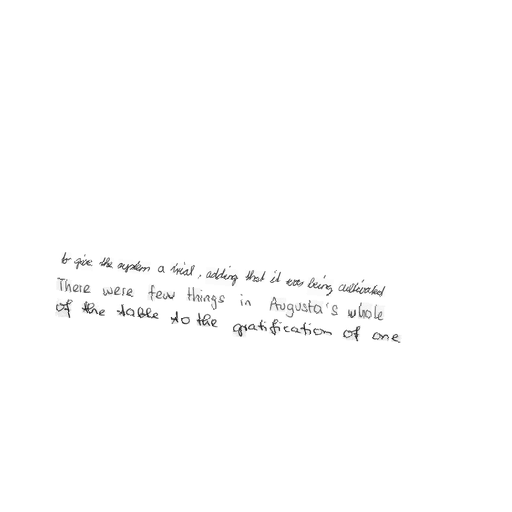 to give the system a trial, adding that it was being cultivated
There were few things in Augusta's whole
of the table to the gratification of one